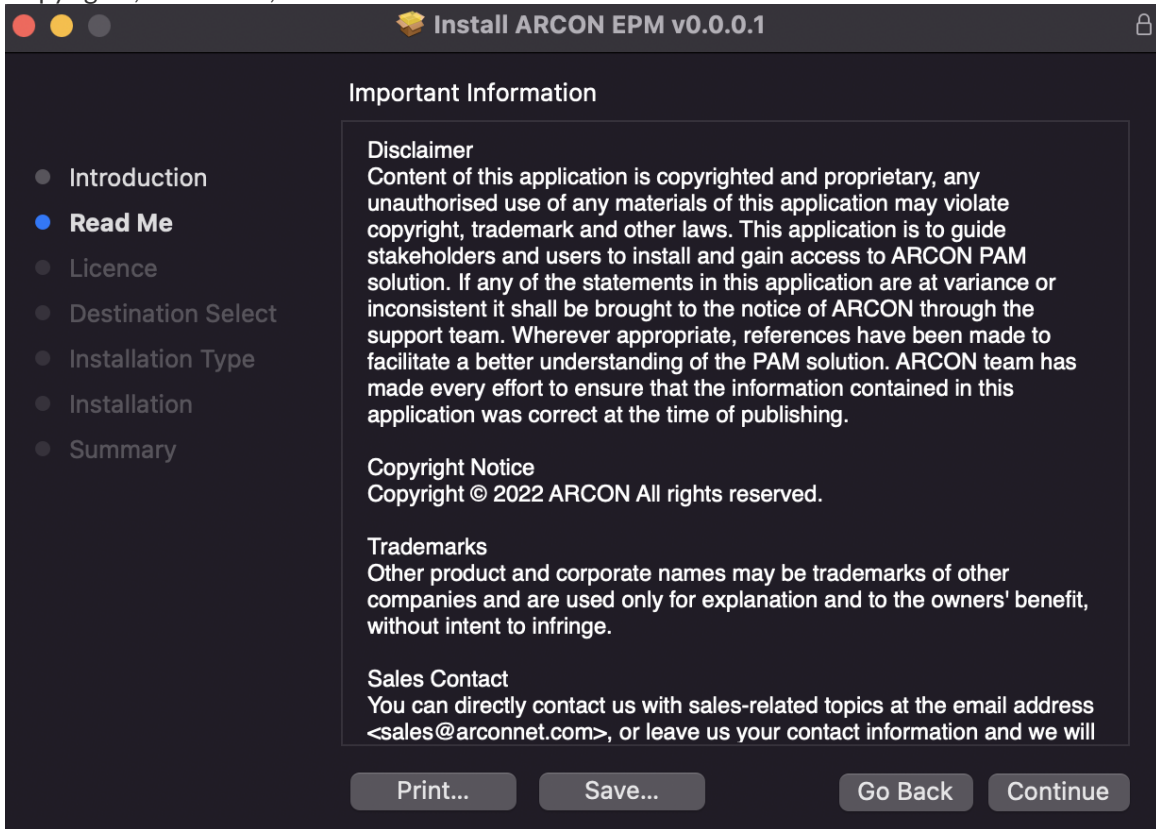 Install ARCON EPM v0.0.0.1
Important Information
Introduction
Read Me
Licence
Destination Select
Installation Type
Installation
Summary
Disclaimer
Content of this application is copyrighted and proprietary, any
unauthorised use of any materials of this application may violate
copyright, trademark and other laws. This application is to guide
stakeholders and users to install and gain access to ARCON PAM
solution. If any of the statements in this application are at variance or
inconsistent it shall be brought to the notice of ARCON through the
support team. Wherever appropriate, references have been made to
facilitate a better understanding of the PAM solution. ARCON team has
made every effort to ensure that the information contained in this
application was correct at the time of publishing.
Copyright Notice
Copyright © 2022 ARCON All rights reserved.
Trademarks
Other product and corporate names may be trademarks of other
companies and are used only for explanation and to the owners' benefit,
without intent to infringe.
Sales Contact
You can directly contact us with sales-related topics at the email address
<sales@arconnet.com>, or leave us your contact information and we will
Print...
Save...
Go Back
Continue